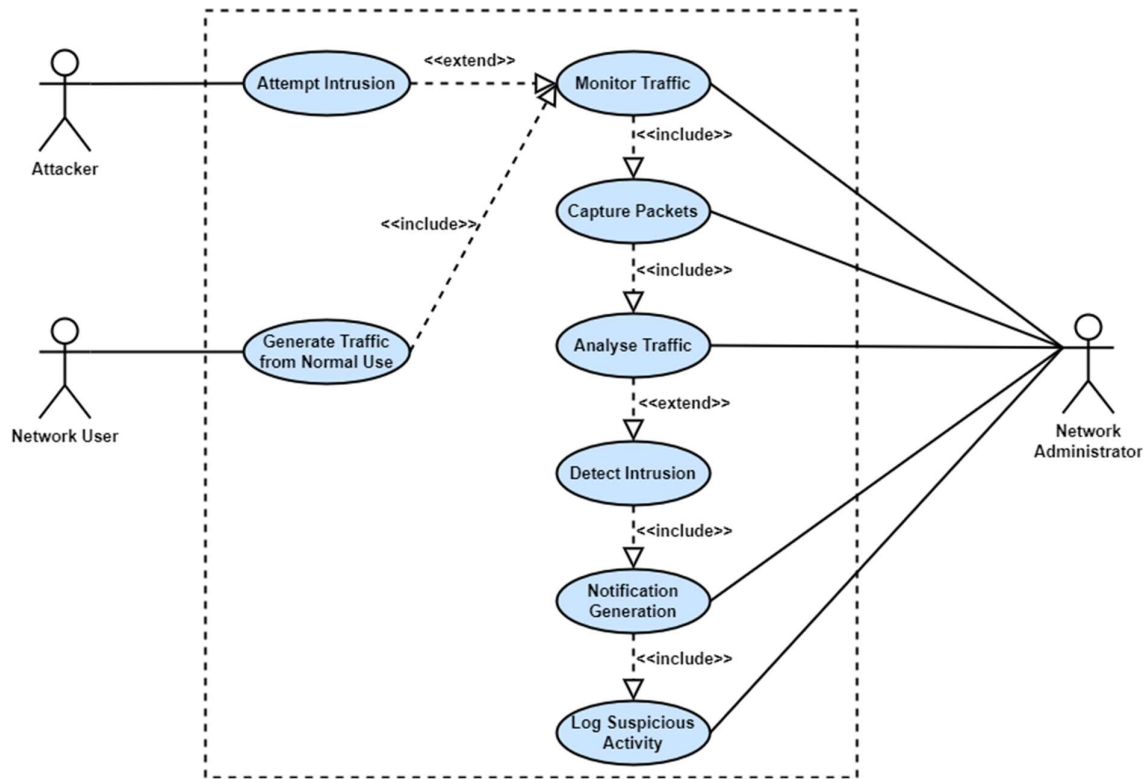 <<extend>>
Attempt Intrusion
Monitor Traffic
<<include>>
Attacker
Capture Packets
<<include>>
<<include>>
Generate Traffic
from Normal Use
Analyse Traffic
<<extend>>
Network User
Network
Administrator
Detect Intrusion
<<include>>
Notification
Generation
<<include>>
Log Suspicious
Activity